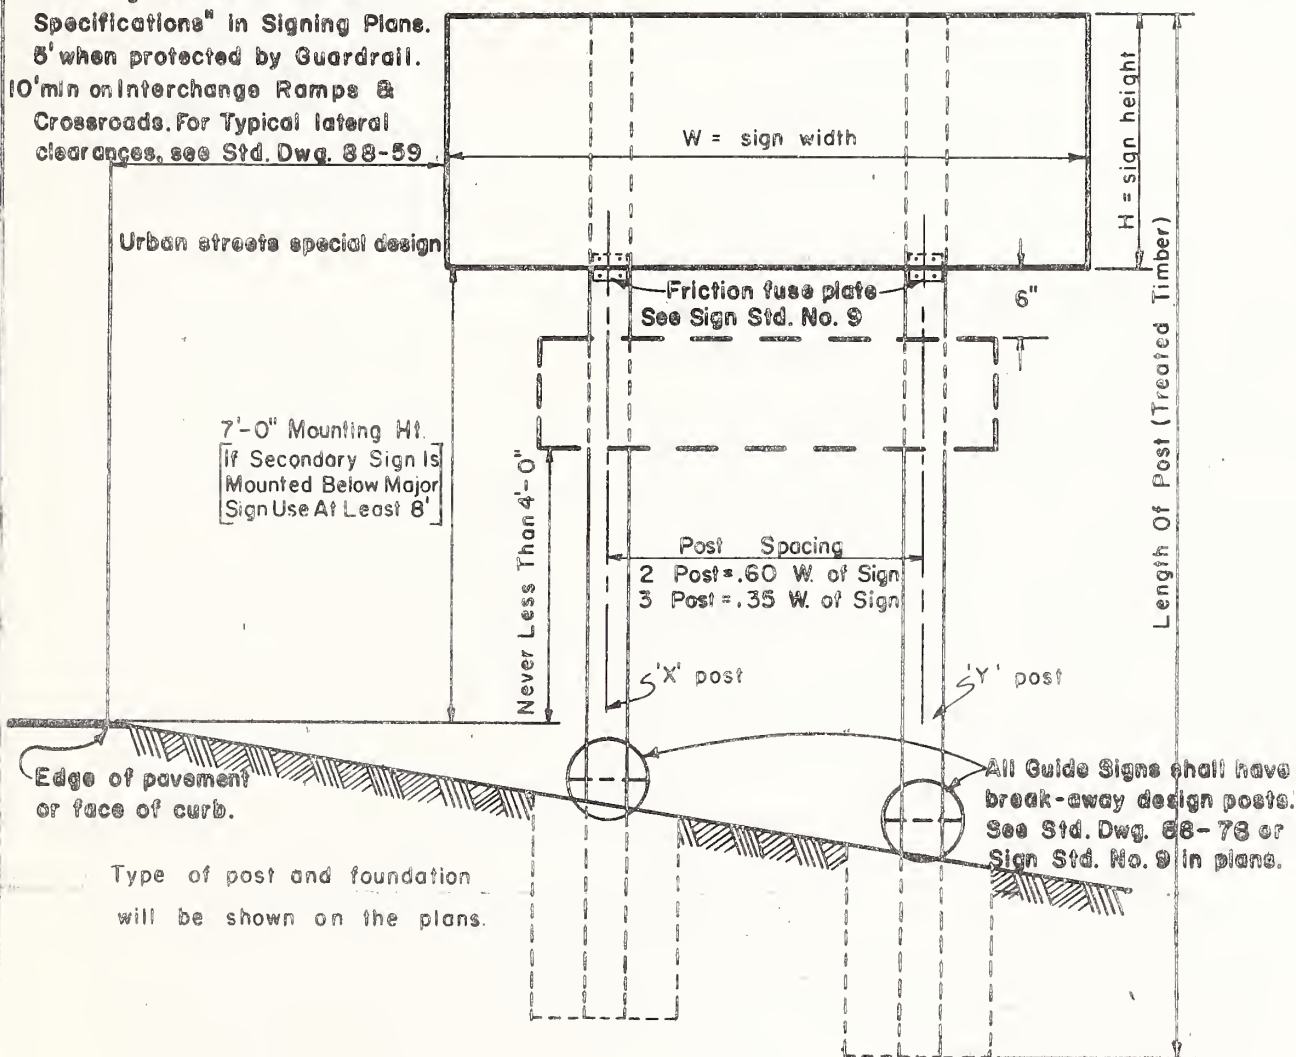 Specifications" in Signing Plans.
5' when protected by Guardrail.
10' min on Interchange Ramps &
Crossroads. For Typical lateral
clearances, see Std. Dwg. 88-59
W = sign width
H = sign height
Urban streets special design
Friction fuse plate
See Sign Std. No. 9
6"
Length Of Post (Treated Timber)
7'-0" Mounting Ht.
If Secondary Sign Is
Mounted Below Major
Sign Use At Least 8'
Never Less Than 4'-0"
Post Spacing
2 Post = .60 W. of Sign
3 Post = .35 W. of Sign
'X' post
'Y' post
Edge of pavement
or face of curb.
All Guide Signs shall have
break-away design posts.
See Std. Dwg. 88-78 or
Sign Std. No. 9 in plans.
Type of post and foundation
will be shown on the plans.